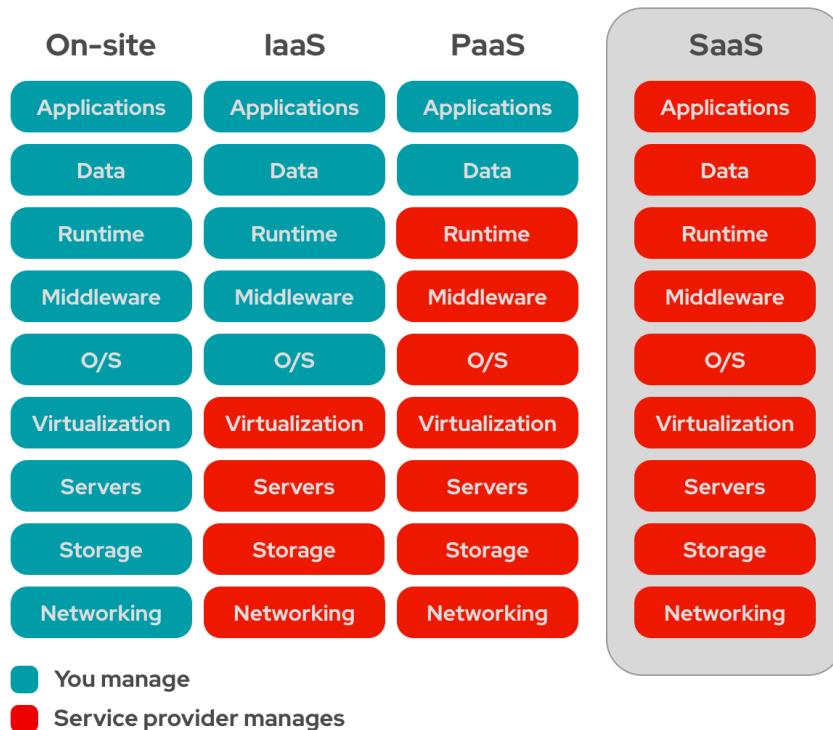 On-site IaaS PaaS SaaS
Applications Applications Applications Applications
Data Data Data Data
Runtime Runtime Runtime Runtime
Middleware Middleware Middleware Middleware
O/S O/S O/S O/S
Virtualization Virtualization Virtualization Virtualization
Servers Servers Servers Servers
Storage Storage Storage Storage
Networking Networking Networking Networking
You manage
Service provider manages